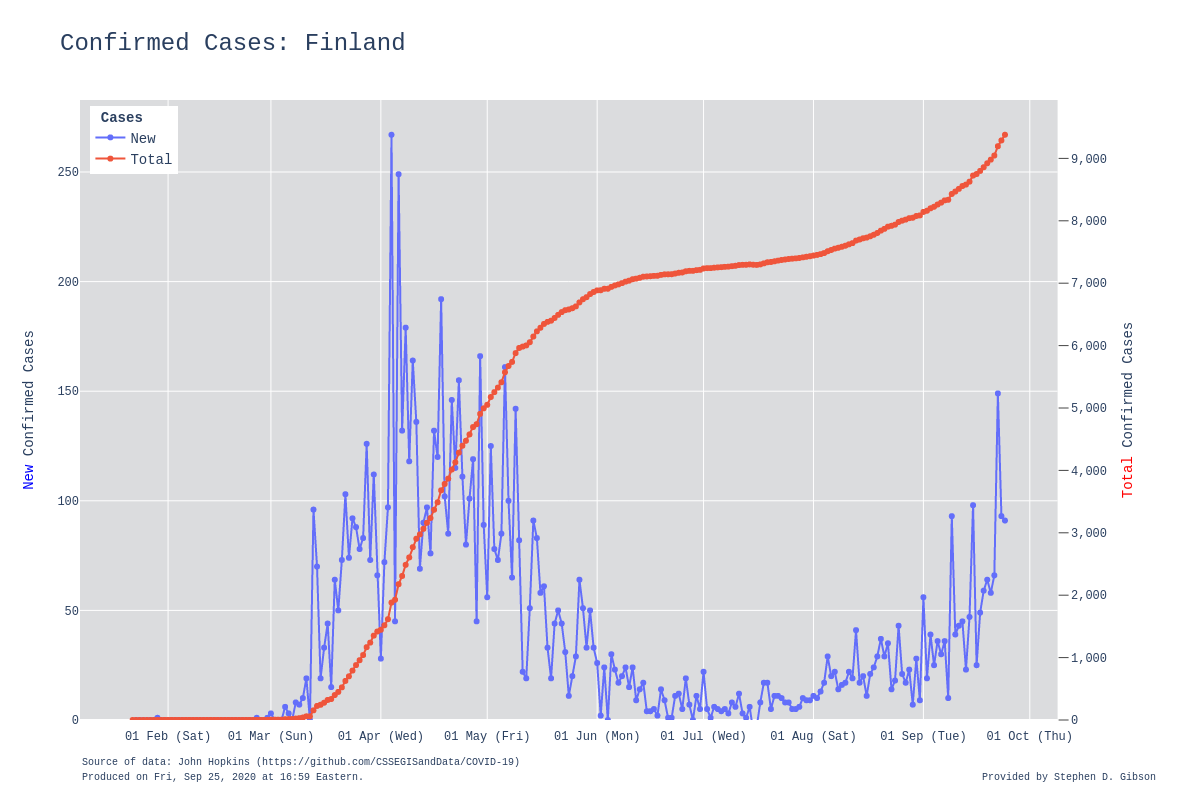 Confirmed Cases: Finland
Cases
New
Total
250
200
150
100
50
0
New Confirmed Cases
9,000
8,000
7,000
6,000
5,000
4,000
3,000
2,000
1,000
0
Total Confirmed Cases
01 Feb (Sat) 01 Mar (Sun) 01 Apr (Wed) 01 May (Fri) 01 Jun (Mon) 01 Jul (Wed) 01 Aug (Sat) 01 Sep (Tue) 01 Oct (Thu)
Source of data: John Hopkins (https://github.com/CSSEGISandData/COVID-19)
Produced on Fri, Sep 25, 2020 at 16:59 Eastern.
Provided by Stephen D. Gibson